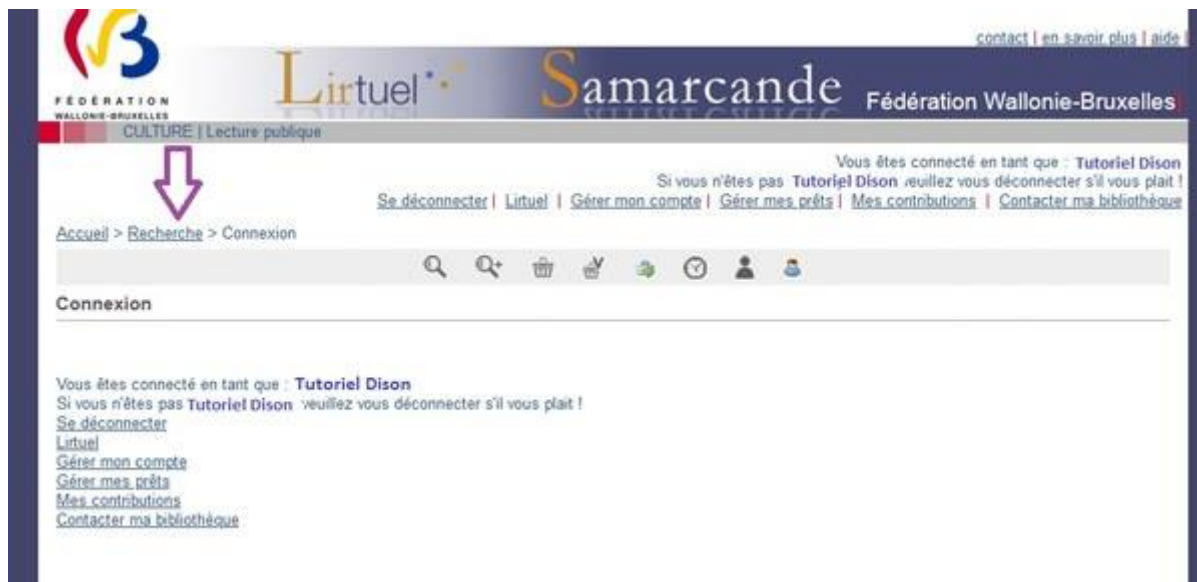 contact | en savoir plus | aide |
FÉDÉRATION
WALLONIE-BRUXELLES
Lirtuel
Samarcande
Fédération Wallonie-Bruxelles
CULTURE | Lecture publique
Vous êtes connecté en tant que : Tutoriel Dison
Si vous n'êtes pas Tutoriel Dison veuillez vous déconnecter s'il vous plait !
Se déconnecter | Lirtuel | Gérer mon compte | Gérer mes prêts | Mes contributions | Contacter ma bibliothèque
Accueil > Recherche > Connexion
Connexion
Vous êtes connecté en tant que : Tutoriel Dison
Si vous n'êtes pas Tutoriel Dison veuillez vous déconnecter s'il vous plait !
Se déconnecter
Lirtuel
Gérer mon compte
Gérer mes prêts
Mes contributions
Contacter ma bibliothèque